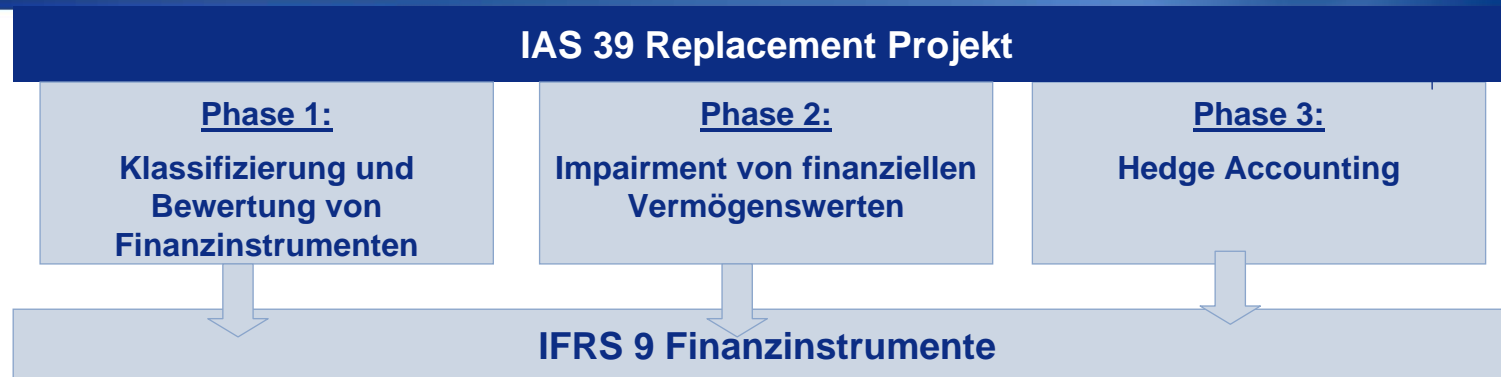 IAS 39 Replacement Projekt
Phase 1:
Klassifizierung und
Bewertung von
Finanzinstrumenten
Phase 2:
Impairment von finanziellen
Vermögenswerten
Phase 3:
Hedge Accounting
IFRS 9 Finanzinstrumente